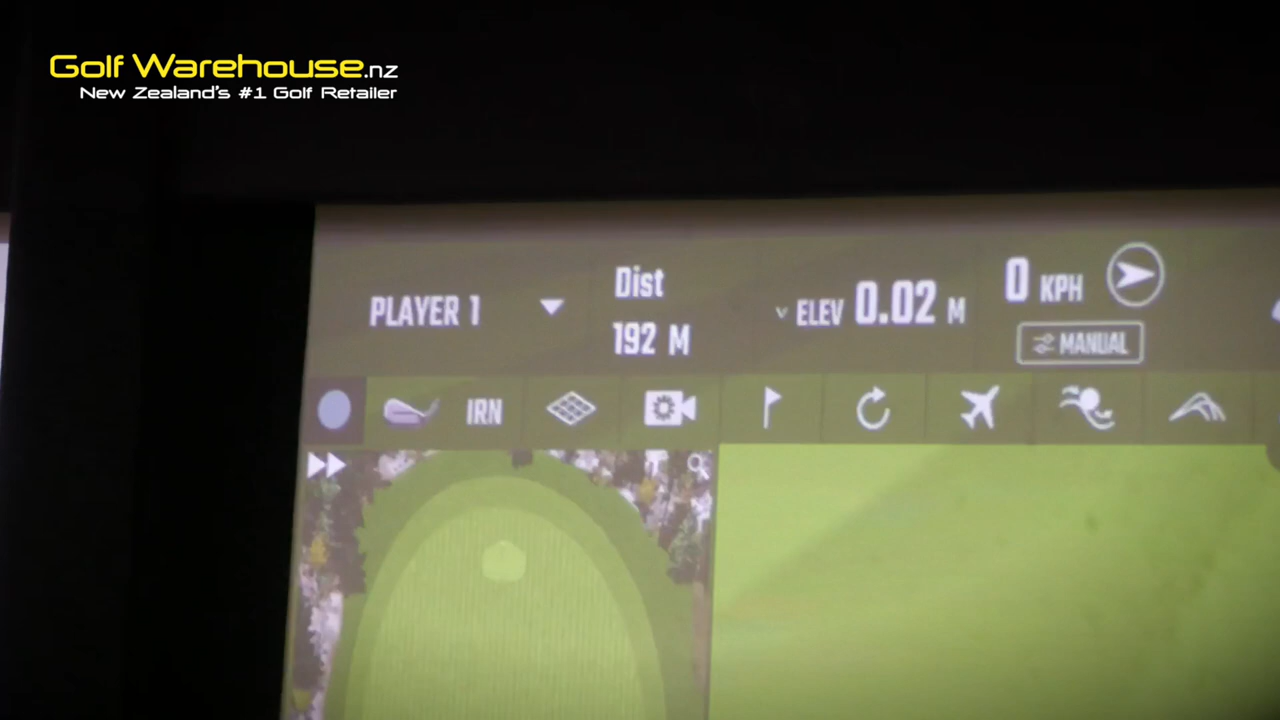 Golf Warehouse.nz
New Zealand's #1 Golf Retailer
PLAYER 1
Dist
192 M
ELEV 0.02 M
0 KPH
MANUAL
IRN